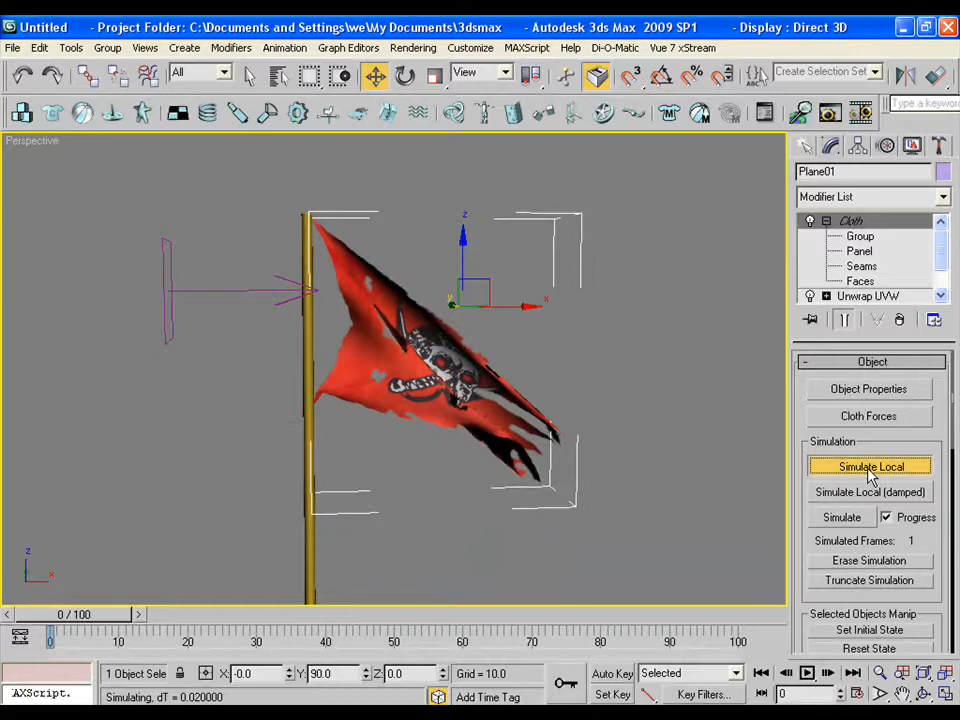 Untitled - Project Folder: C:\Documents and Settings\we\My Documents\3dsmax - Autodesk 3ds Max 2009 SP1 - Display : Direct 3D
File Edit Tools Group Views Create Modifiers Animation Graph Editors Rendering Customize MAXScript Help Di-O-Matic Vue 7 xStream
All View Create Selection Set
Type a keyword
Perspective
Plane01
Modifier List
Cloth
Group
Panel
Seams
Faces
Unwrap UVW
Object
Object Properties
Cloth Forces
Simulation
Simulate Local
Simulate Local (damped)
Simulate Progress
Simulated Frames: 1
Erase Simulation
Truncate Simulation
Selected Objects Manip
Set Initial State
Reset State
z
x
y
z
x
0 / 100
0 10 20 30 40 50 60 70 80 90 100
1 Object Sele X: -0.0 Y: 90.0 Z: 0.0 Grid = 10.0 Auto Key Selected
AXScript. Simulating, dT = 0.020000 Add Time Tag Set Key Key Filters... 0